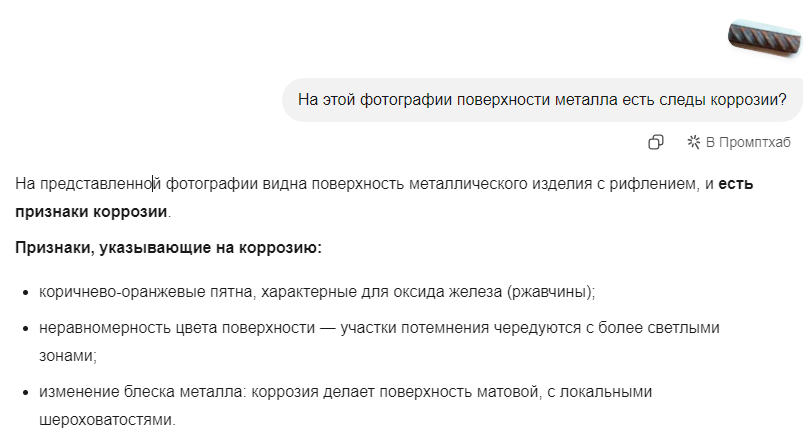 На этой фотографии поверхности металла есть следы коррозии?
В Промптхаб
На представленной фотографии видна поверхность металлического изделия с рифлением, и есть
признаки коррозии.
Признаки, указывающие на коррозию:
• коричнево-оранжевые пятна, характерные для оксида железа (ржавчины);
• неравномерность цвета поверхности — участки потемнения чередуются с более светлыми
зонами;
• изменение блеска металла: коррозия делает поверхность матовой, с локальными
шероховатостями.